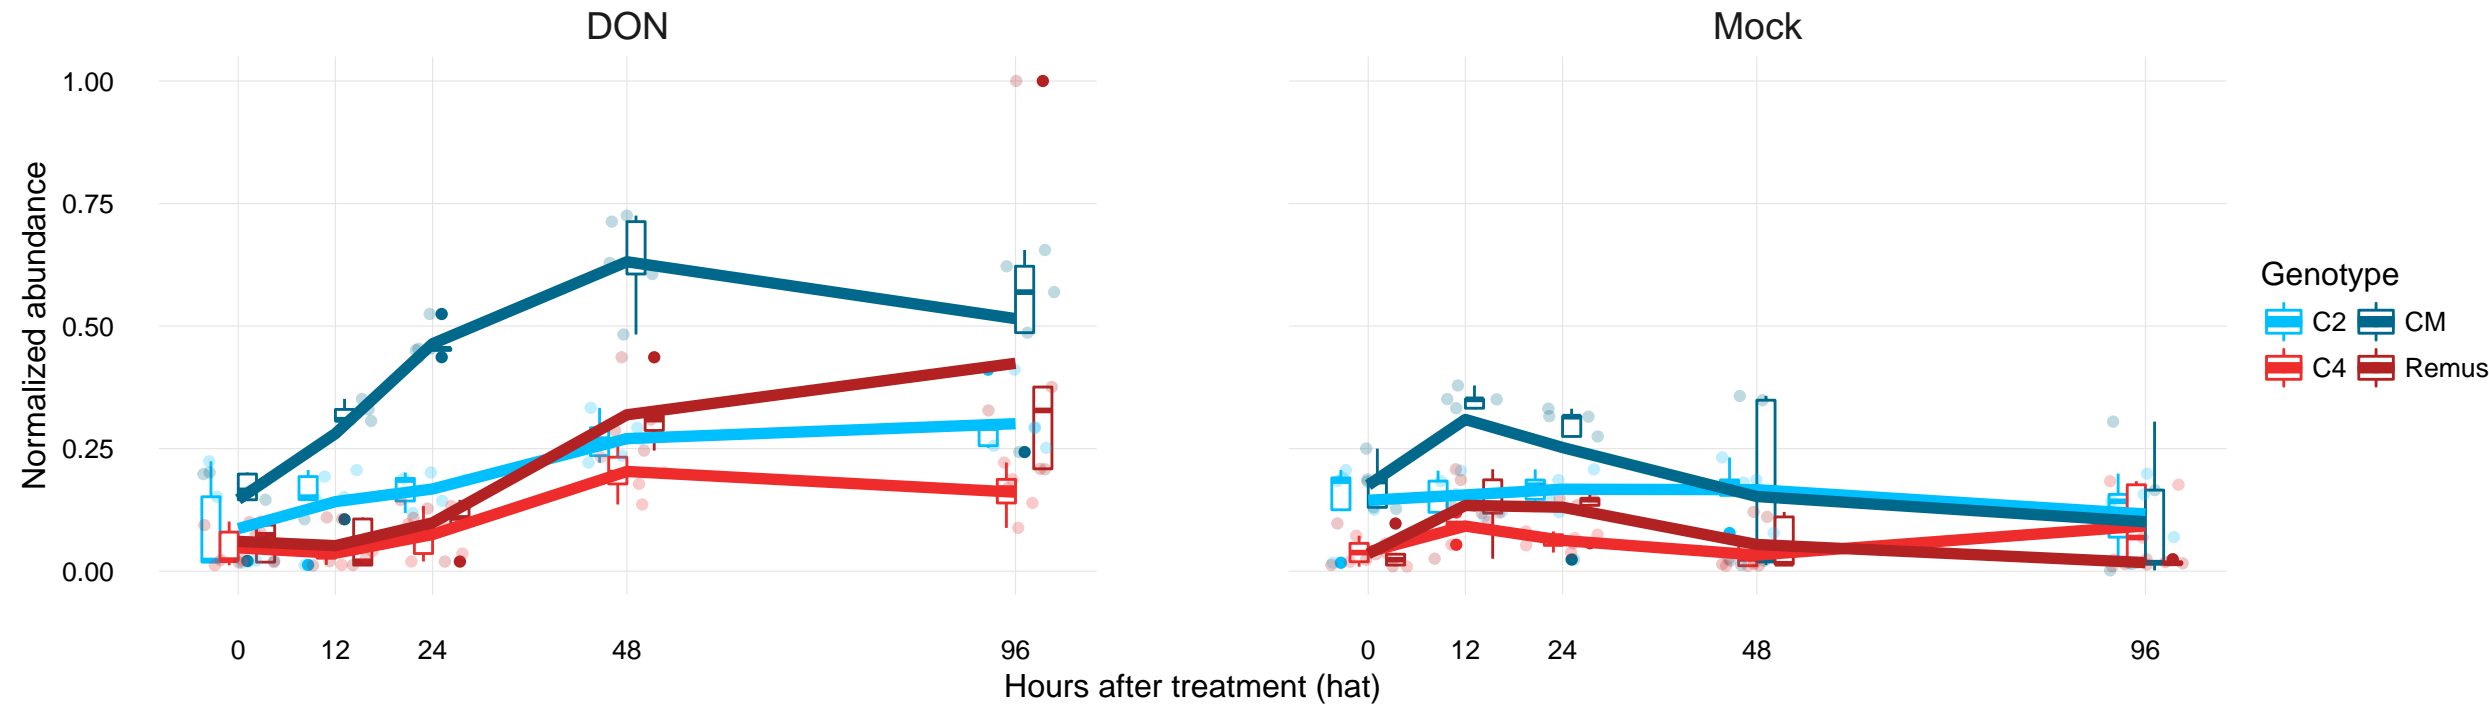 DON
Mock
Normalized abundance
1.00
0.75
0.50
0.25
0.00
0 12 24 48 96
0 12 24 48 96
Hours after treatment (hat)
Genotype
C2 CM
C4 Remus